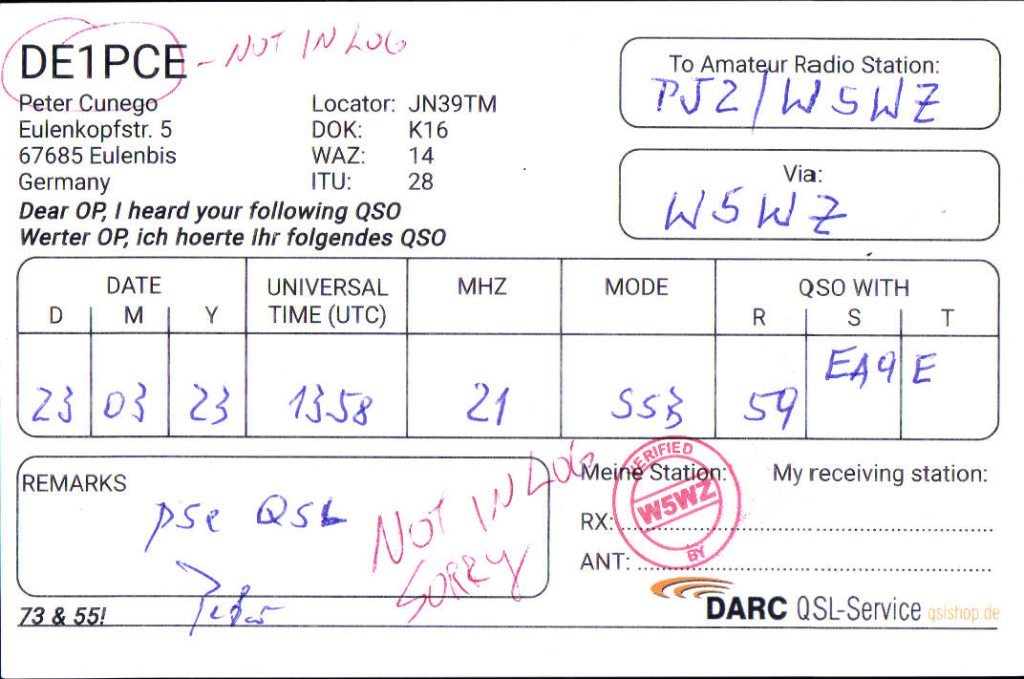 DE1PCE - NOT IN LOG
Peter Cunego
Eulenkopfstr. 5
67685 Eulenbis
Germany
Locator: JN39TM
DOK: K16
WAZ: 14
ITU: 28
Dear OP, I heard your following QSO
Werter OP, ich hoerte Ihr folgendes QSO
To Amateur Radio Station:
PJ2/W5WZ
Via:
W5WZ
DATE UNIVERSAL MHZ MODE QSO WITH
D M Y TIME (UTC) R S T
EA9E
23 03 23 1358 21 SSB 59
REMARKS
pse QSL
NOT IN LOG
SORRY
Peter
73 & 55!
Meine Station: My receiving station:
RX:
ANT:
VERIFIED
W5WZ
BY
DARC QSL-Service qslshop.de